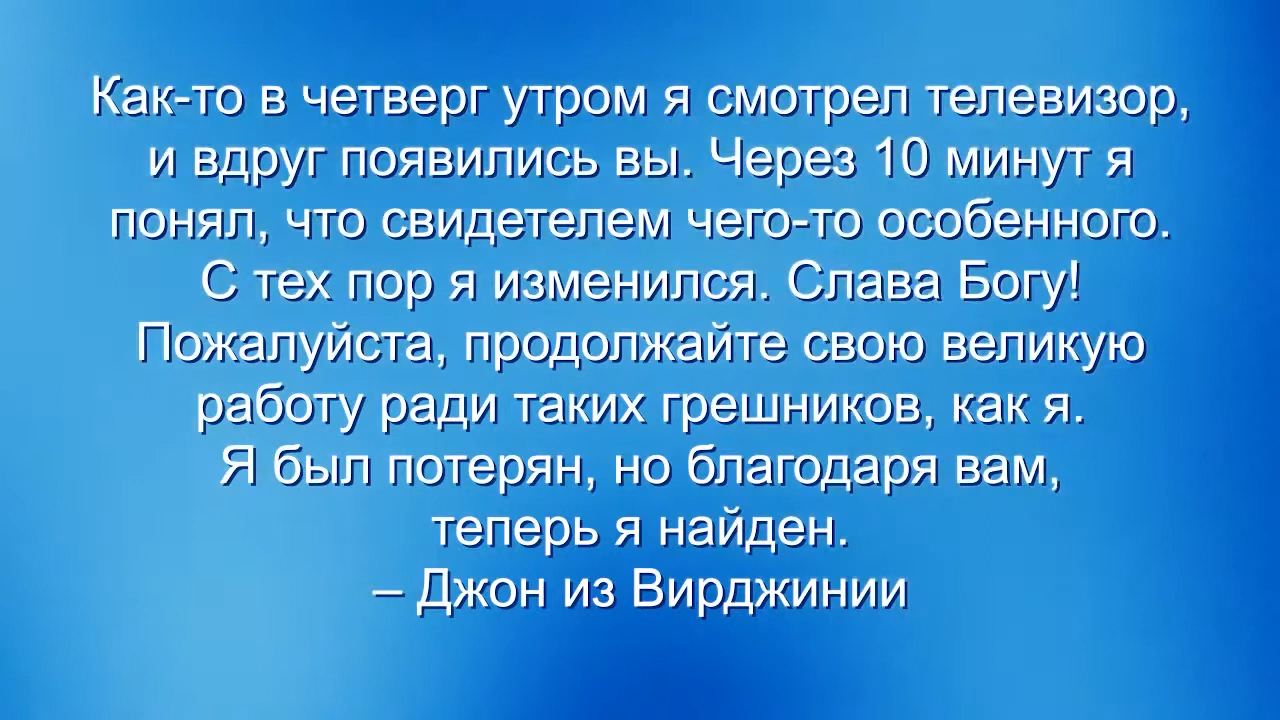 Как-то в четверг утром я смотрел телевизор,
и вдруг появились вы. Через 10 минут я
понял, что свидетелем чего-то особенного.
С тех пор я изменился. Слава Богу!
Пожалуйста, продолжайте свою великую
работу ради таких грешников, как я.
Я был потерян, но благодаря вам,
теперь я найден.
– Джон из Вирджинии